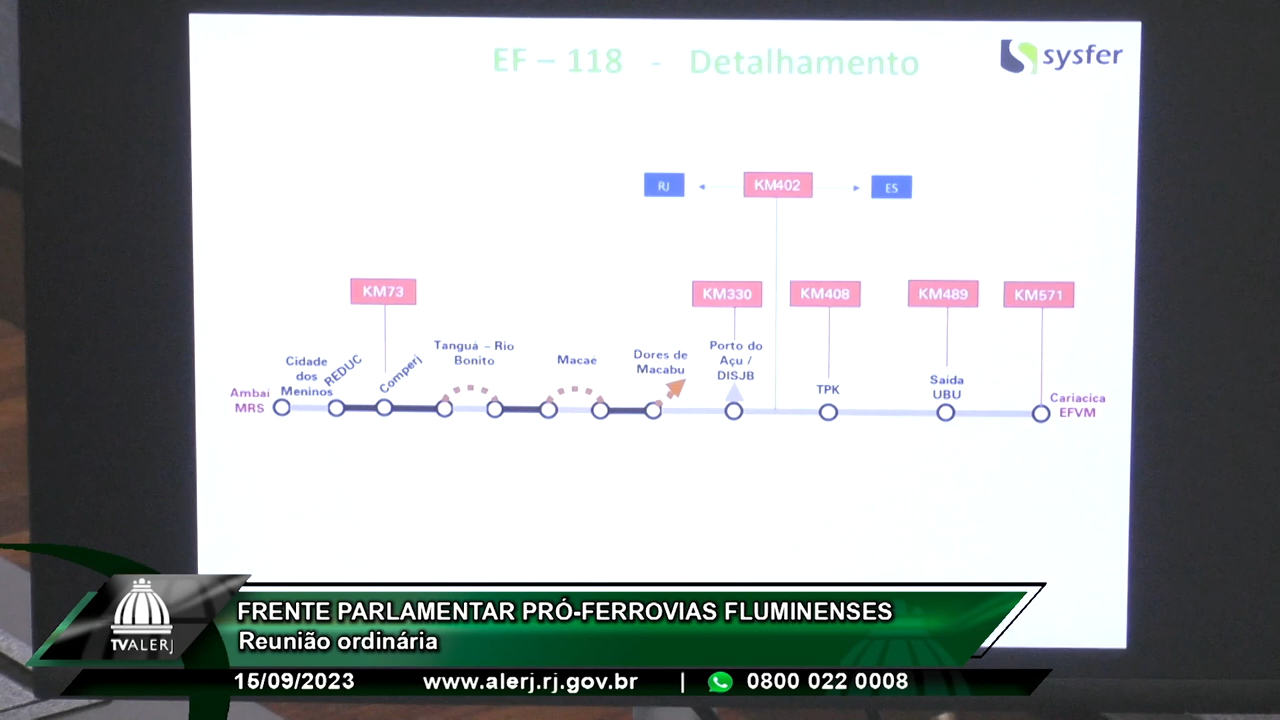 EF – 118 - Detalhamento
sysfer
RJ
KM402
ES
KM73
KM330
KM408
KM489
KM571
Ambai
MRS
Cidade
dos
Meninos
REDUC
Comperj
Tanguá – Rio
Bonito
Macae
Dores de
Macabu
Porto do
Açu /
DISJB
TPK
Saída
UBU
Cariacica
EFVM
TVALERJ
FRENTE PARLAMENTAR PRÓ-FERROVIAS FLUMINENSES
Reunião ordinária
15/09/2023 www.alerj.rj.gov.br | 0800 022 0008